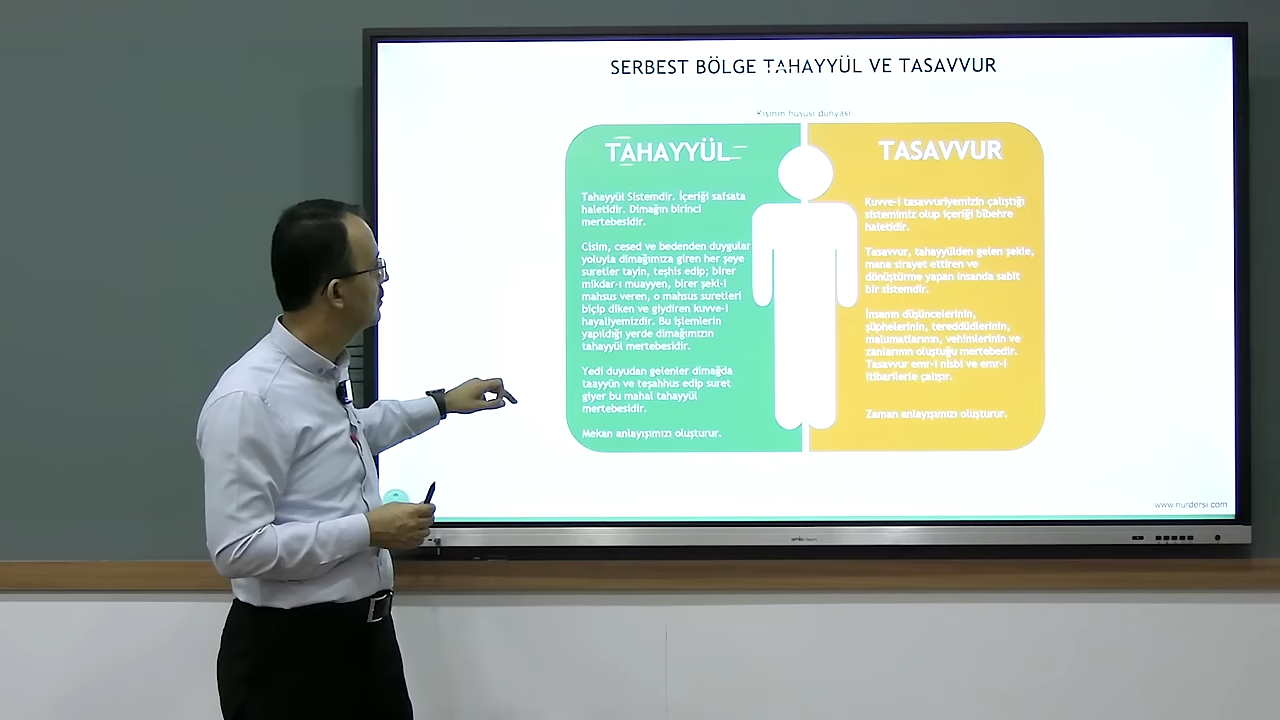 SERBEST BÖLGE TAHAYYÜL VE TASAVVUR
Kişinin hususi dünyası
TAHAYYÜL
Tahayyül Sistemdir. İçeriği safsata
haletidir. Dimağın birinci
mertebesidir.
Cisim, cesed ve bedenden duygular
yoluyla dimağımıza giren her şeye
suretler tayin, teşhis edip; birer
mikdar-ı muayyen, birer şekl-i
mahsus veren, o mahsus suretleri
biçip diken ve giydiren kuvve-i
hayaliyemizdir. Bu işlemlerin
yapıldığı yerde dimağımızın
tahayyül mertebesidir.
Yedi duyudan gelenler dimağda
taayyün ve teşahhus edip suret
giyer bu mahal tahayyül
mertebesidir.
Mekan anlayışımızı oluşturur.
TASAVVUR
Kuvve-i tasavvuriyemizin çalıştığı
sistemimiz olup içeriği bibehre
haletidir.
Tasavvur, tahayyülden gelen şekle,
mana sirayet ettiren ve
dönüştürme yapan insanda sabit
bir sistemdir.
İnsanın düşüncelerinin,
şüphelerinin, tereddüdlerinin,
malumatlarının, vehimlerinin ve
zanlarının oluştuğu mertebedir.
Tasavvur emr-i nisbi ve emr-i
itibarilerle çalışır.
Zaman anlayışımızı oluşturur.
www.nurdersi.com